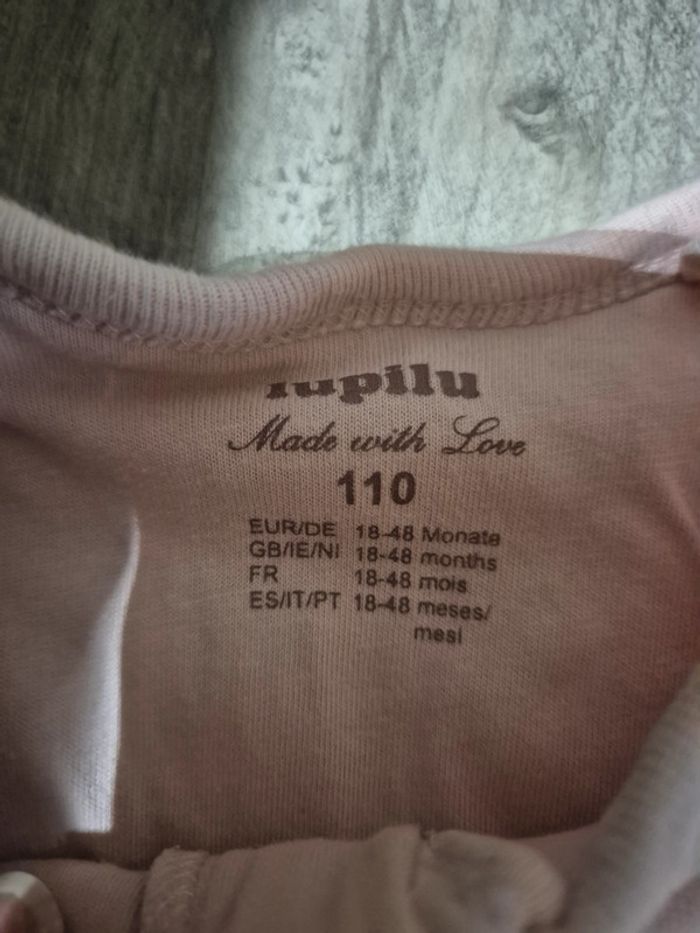 lupilu
Made with Love
110
EUR/DE 18-48 Monate
GB/IE/NI 18-48 months
FR 18-48 mois
ES/IT/PT 18-48 meses/
mesi